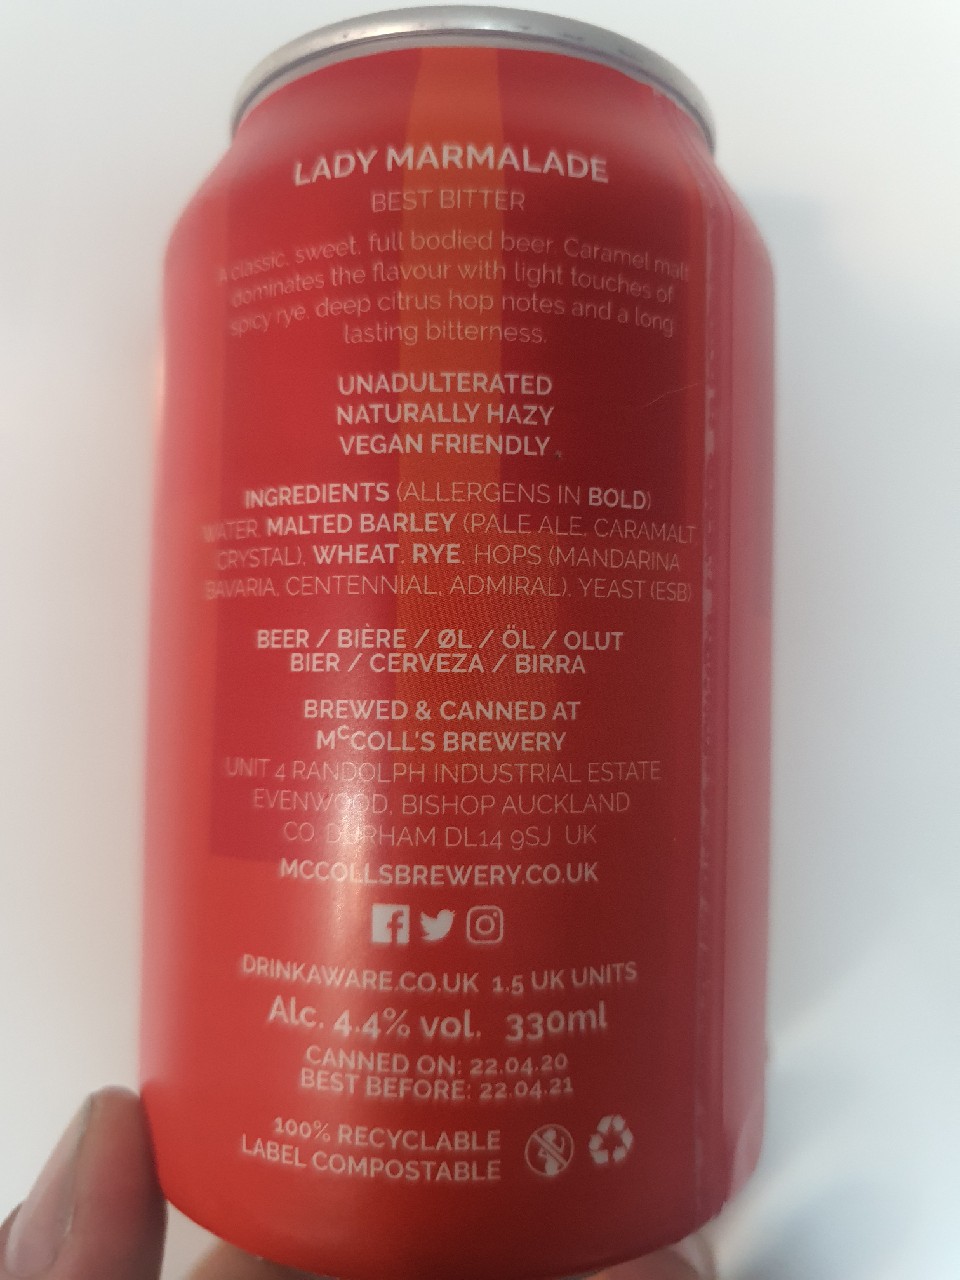 LADY MARMALADE
BEST BITTER
A classic, sweet, full bodied beer. Caramel malt
dominates the flavour with light touches of
spicy rye, deep citrus hop notes and a long
lasting bitterness.
UNADULTERATED
NATURALLY HAZY
VEGAN FRIENDLY
INGREDIENTS (ALLERGENS IN BOLD)
WATER, MALTED BARLEY (PALE ALE, CARAMALT,
CRYSTAL), WHEAT, RYE, HOPS (MANDARINA
BAVARIA, CENTENNIAL, ADMIRAL), YEAST (ESB)
BEER / BIÈRE / ØL / ÖL / OLUT
BIER / CERVEZA / BIRRA
BREWED & CANNED AT
McCOLL'S BREWERY
UNIT 4 RANDOLPH INDUSTRIAL ESTATE
EVENWOOD, BISHOP AUCKLAND
CO. DURHAM DL14 9SJ UK
MCCOLLSBREWERY.CO.UK
DRINKAWARE.CO.UK 1.5 UK UNITS
Alc. 4.4% vol. 330ml
CANNED ON: 22.04.20
BEST BEFORE: 22.04.21
100% RECYCLABLE
LABEL COMPOSTABLE